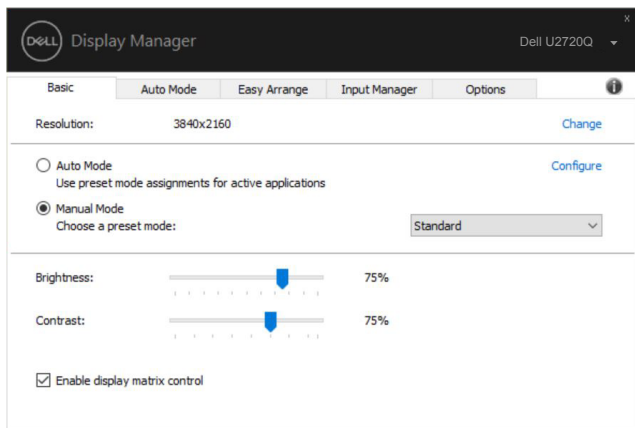 x
DELL Display Manager Dell U2720Q
Basic Auto Mode Easy Arrange Input Manager Options i
Resolution: 3840x2160 Change
Auto Mode Configure
Use preset mode assignments for active applications
Manual Mode
Choose a preset mode: Standard
Brightness: 75%
Contrast: 75%
Enable display matrix control